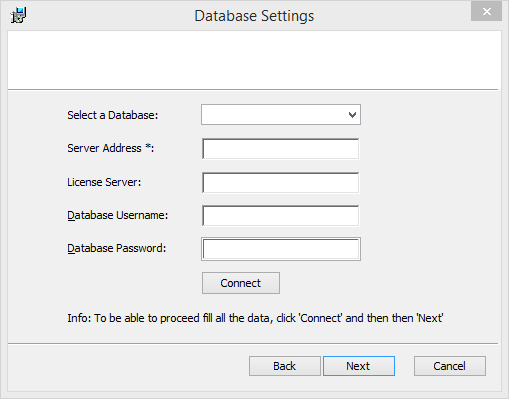 Database Settings
Select a Database:
Server Address *:
License Server:
Database Username:
Database Password:
Connect
Info: To be able to proceed fill all the data, click 'Connect' and then then 'Next'
Back Next Cancel